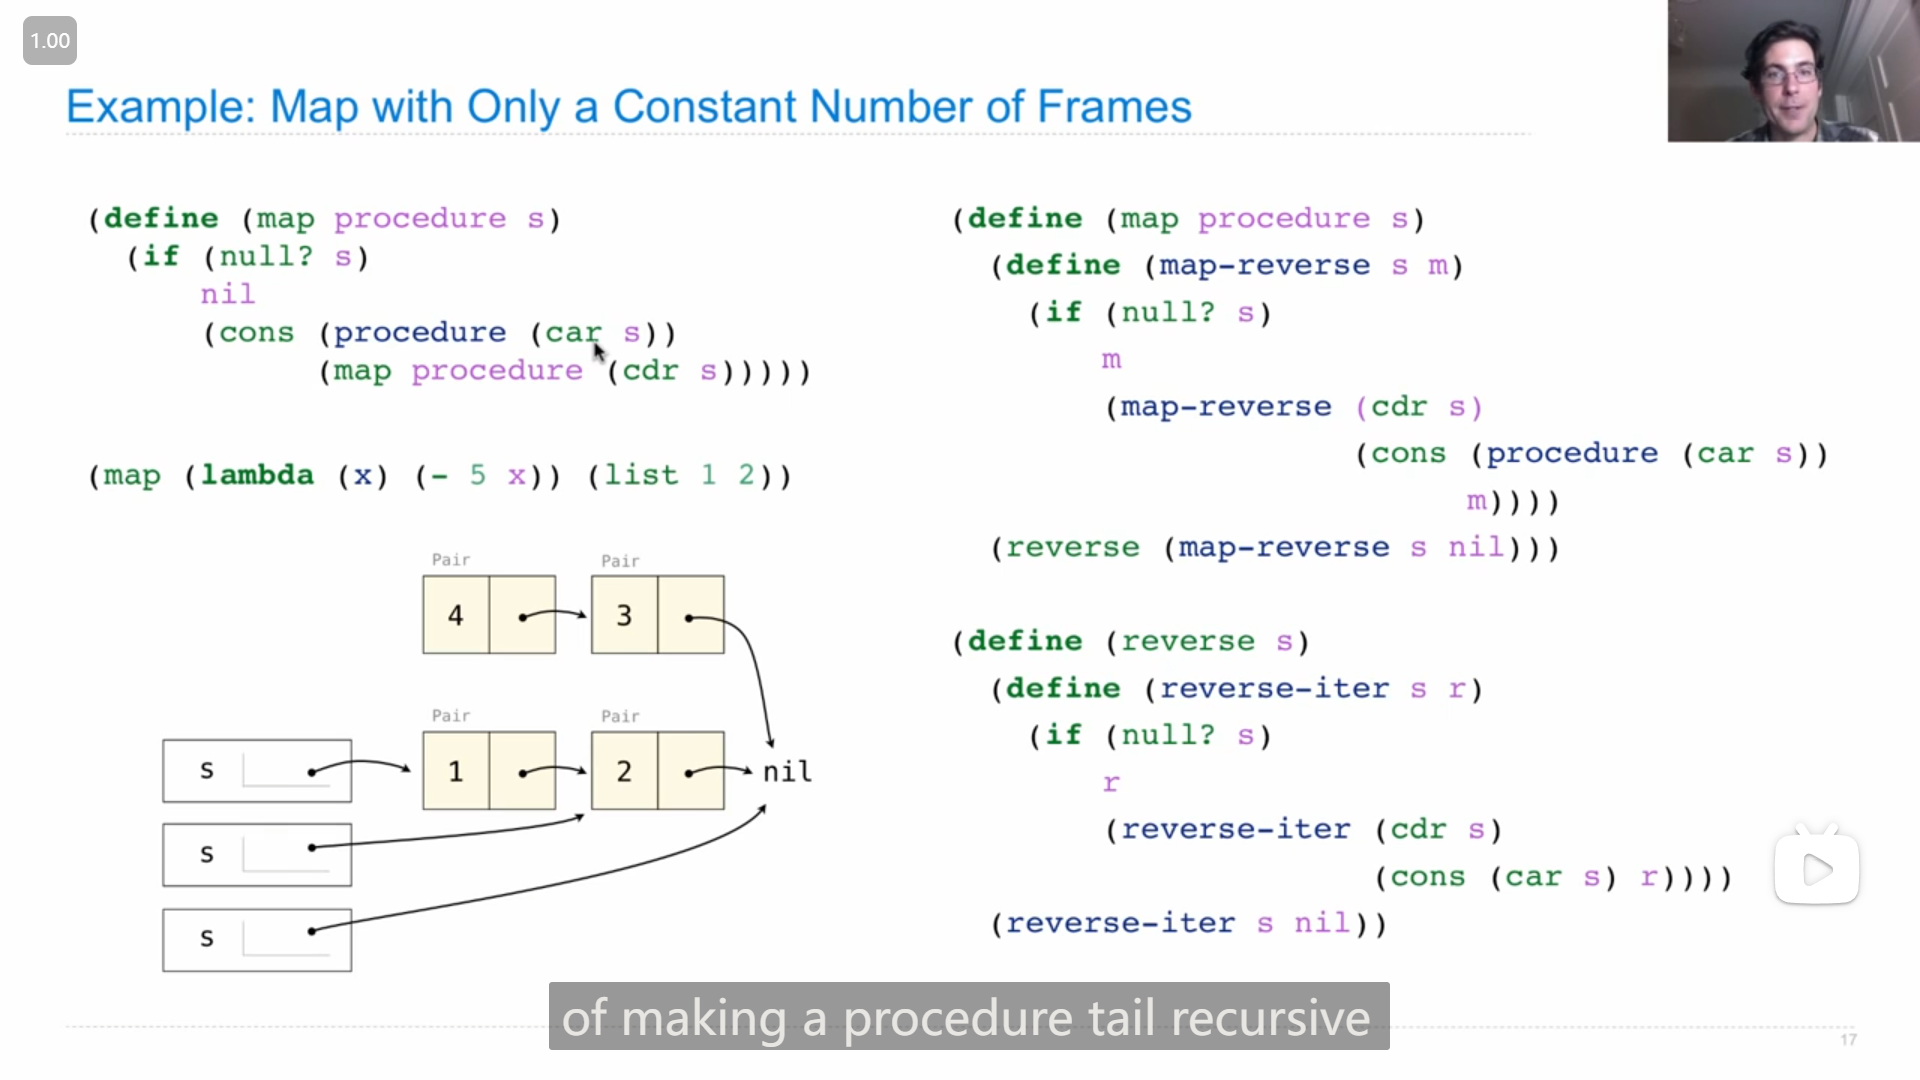 1.00
Example: Map with Only a Constant Number of Frames
(define (map procedure s)
(if (null? s)
nil
(cons (procedure (car s))
(map procedure (cdr s)))))
(map (lambda (x) (- 5 x)) (list 1 2))
Pair Pair
4 3
Pair Pair
s 1 2 nil
s
s
(define (map procedure s)
(define (map-reverse s m)
(if (null? s)
m
(map-reverse (cdr s)
(cons (procedure (car s))
m))))
(reverse (map-reverse s nil)))
(define (reverse s)
(define (reverse-iter s r)
(if (null? s)
r
(reverse-iter (cdr s)
(cons (car s) r))))
(reverse-iter s nil))
of making a procedure tail recursive
17